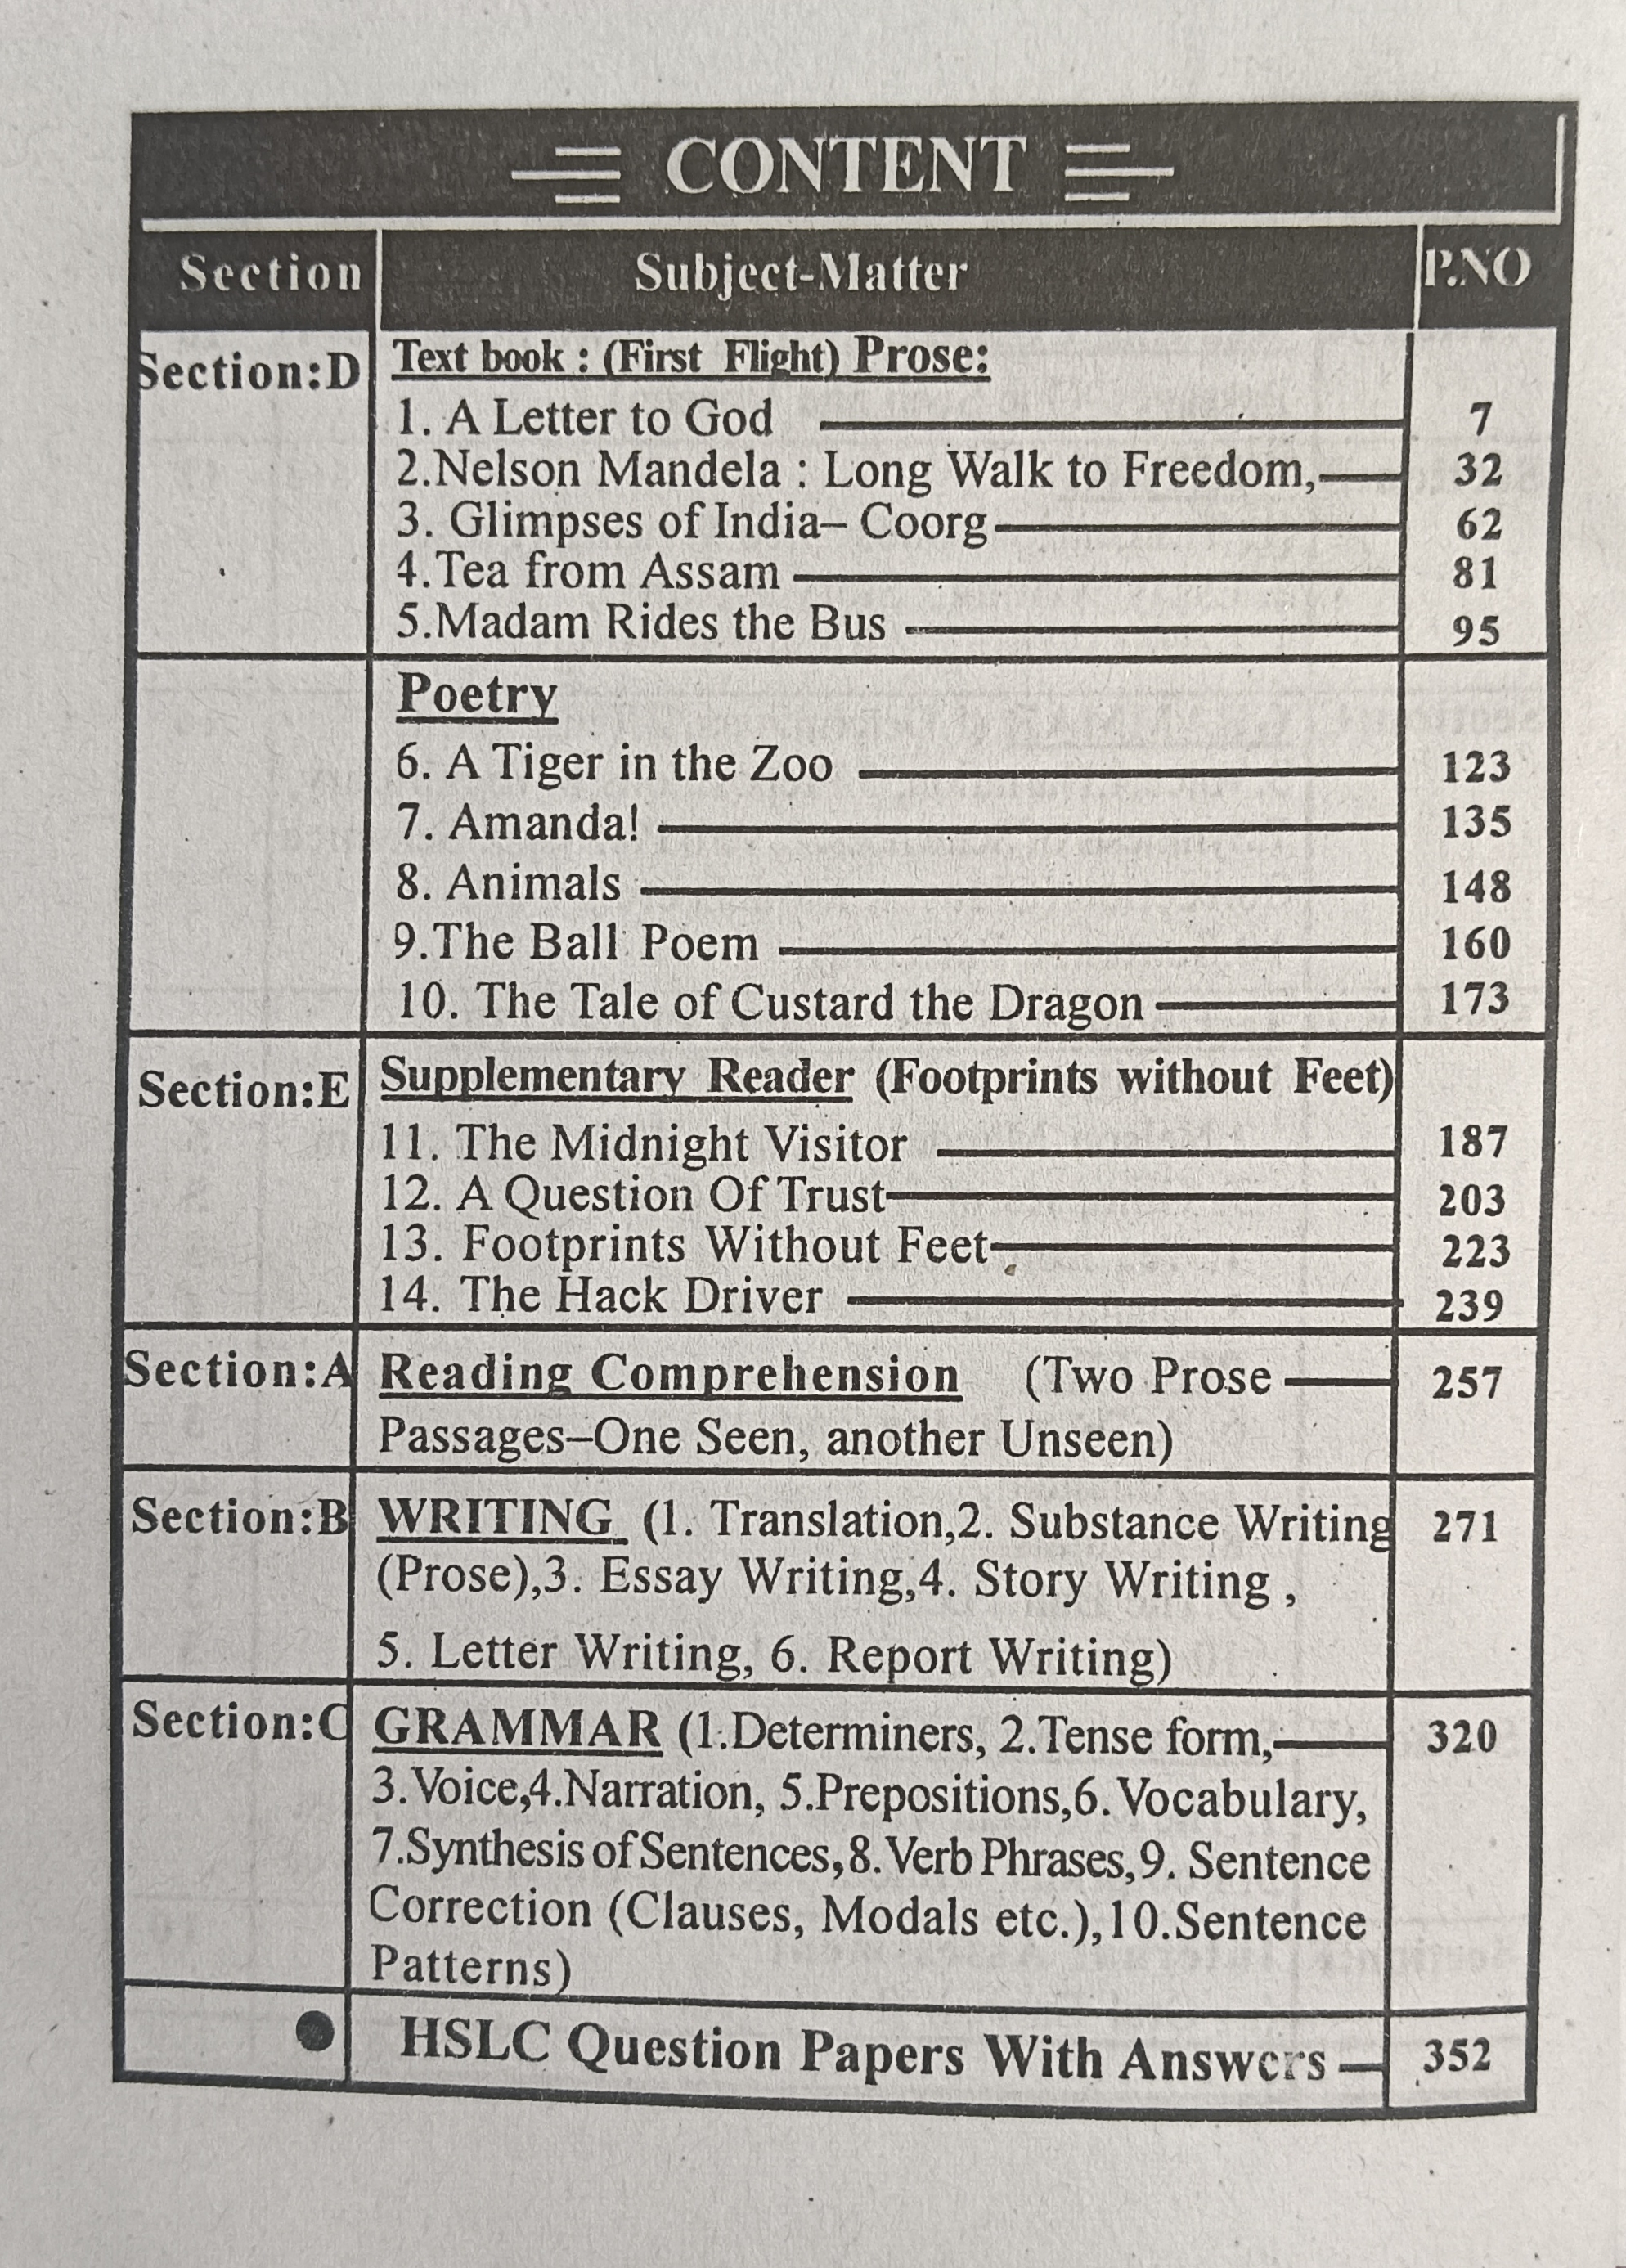 CONTENT
Section Subject-Matter P.NO
Section:D Text book : (First Flight) Prose:
1. A Letter to God 7
2.Nelson Mandela : Long Walk to Freedom, 32
3. Glimpses of India– Coorg 62
4.Tea from Assam 81
5.Madam Rides the Bus 95
Poetry
6. A Tiger in the Zoo 123
7. Amanda! 135
8. Animals 148
9.The Ball Poem 160
10. The Tale of Custard the Dragon 173
Section:E Supplementary Reader (Footprints without Feet)
11. The Midnight Visitor 187
12. A Question Of Trust 203
13. Footprints Without Feet 223
14. The Hack Driver 239
Section:A Reading Comprehension (Two Prose 257
Passages–One Seen, another Unseen)
Section:B WRITING (1. Translation,2. Substance Writing 271
(Prose),3. Essay Writing,4. Story Writing ,
5. Letter Writing, 6. Report Writing)
Section:C GRAMMAR (1.Determiners, 2.Tense form, 320
3.Voice,4.Narration, 5.Prepositions,6. Vocabulary,
7.Synthesis of Sentences,8.Verb Phrases,9. Sentence
Correction (Clauses, Modals etc.),10.Sentence
Patterns)
● HSLC Question Papers With Answers 352